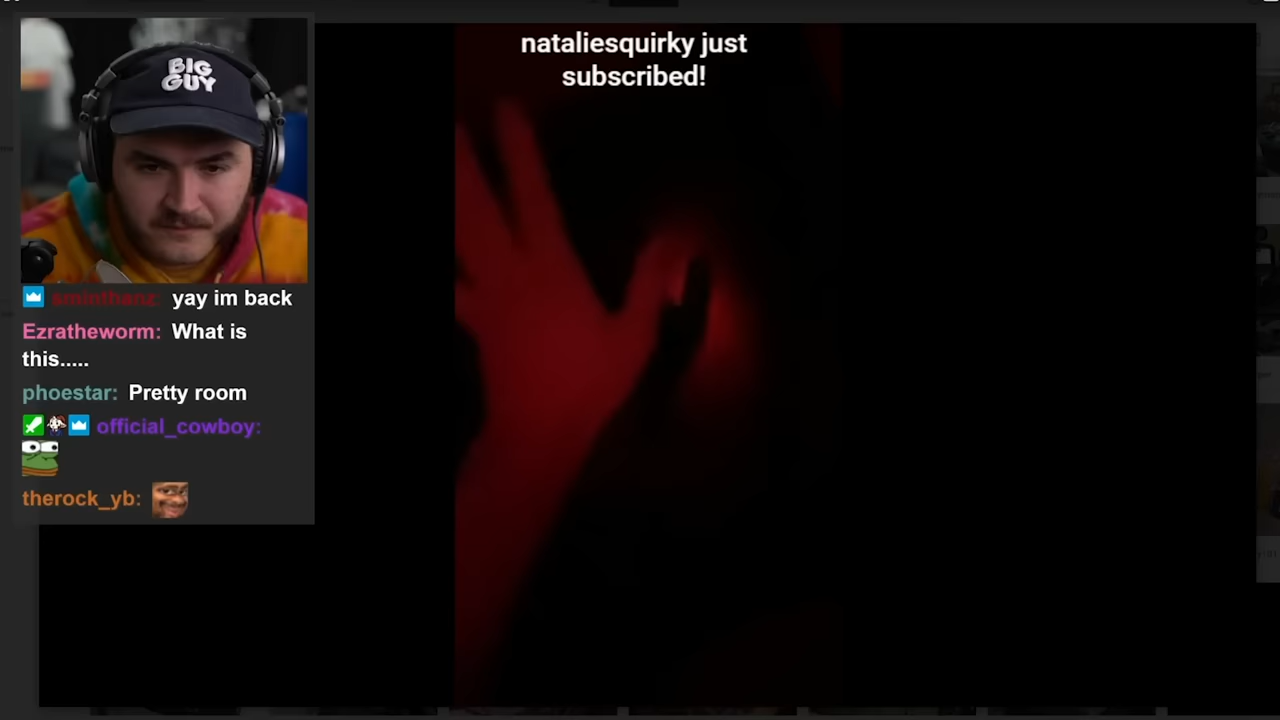 nataliesquirky just
subscribed!
BIG
GUY
sminthanz: yay im back
Ezratheworm: What is
this.....
phoestar: Pretty room
official_cowboy:
therock_yb: